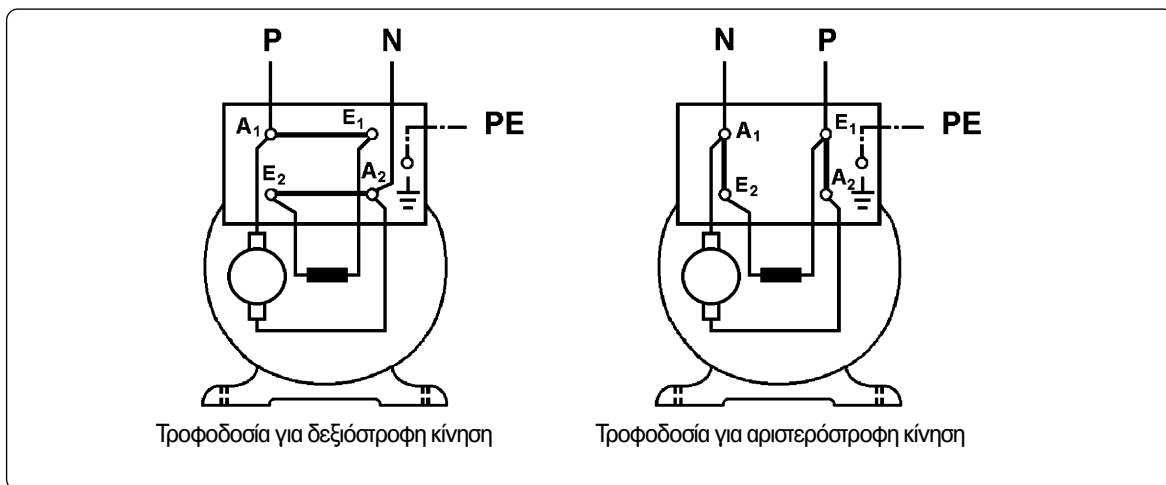 P N N P
A₁ E₁ PE A₁ E₁ PE
E₂ A₂ E₂ A₂
Τροφοδοσία για δεξιόστροφη κίνηση
Τροφοδοσία για αριστερόστροφη κίνηση